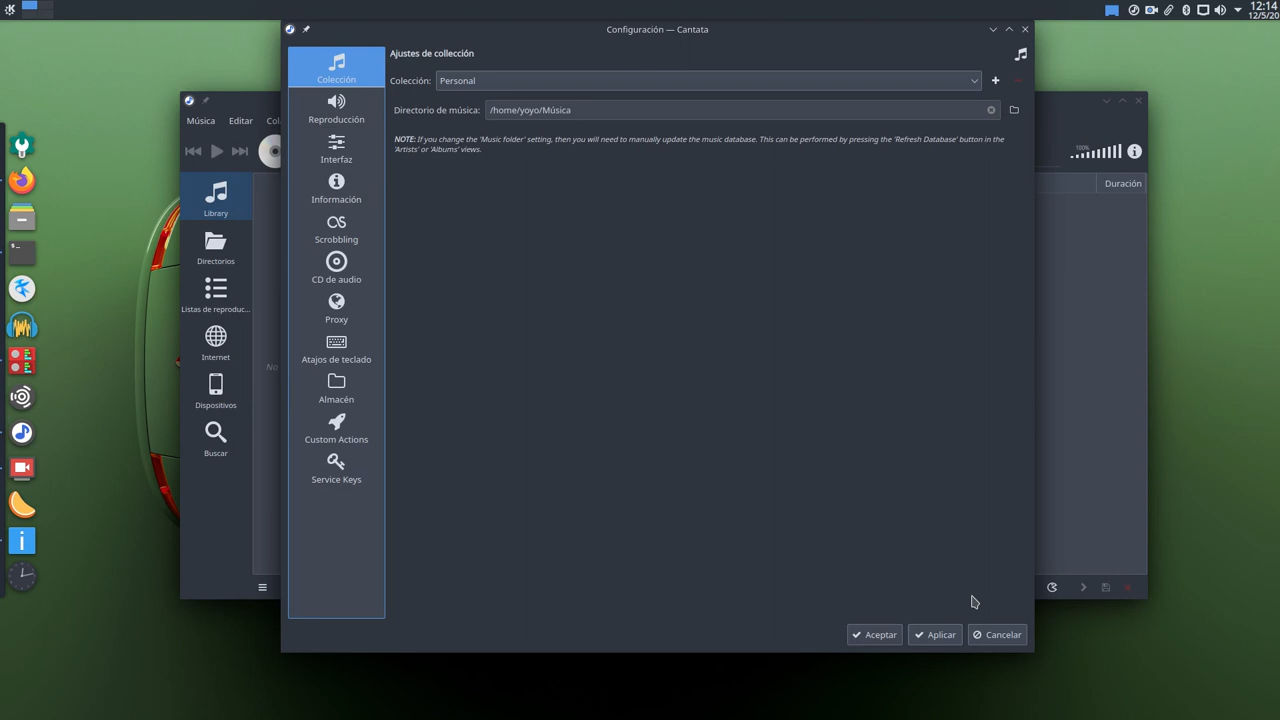 12:14
12/5/20
Configuración — Cantata
Ajustes de collección
Colección: Personal
Directorio de música: /home/yoyo/Música
NOTE: If you change the 'Music folder' setting, then you will need to manually update the music database. This can be performed by pressing the 'Refresh Database' button in the
'Artists' or 'Albums' views.
Colección
Reproducción
Interfaz
Información
Scrobbling
CD de audio
Proxy
Atajos de teclado
Almacén
Custom Actions
Service Keys
Aceptar
Aplicar
Cancelar
Música
Editar
Col
Library
Directorios
Listas de reproduc...
Internet
Dispositivos
Buscar
No
100%
Duración